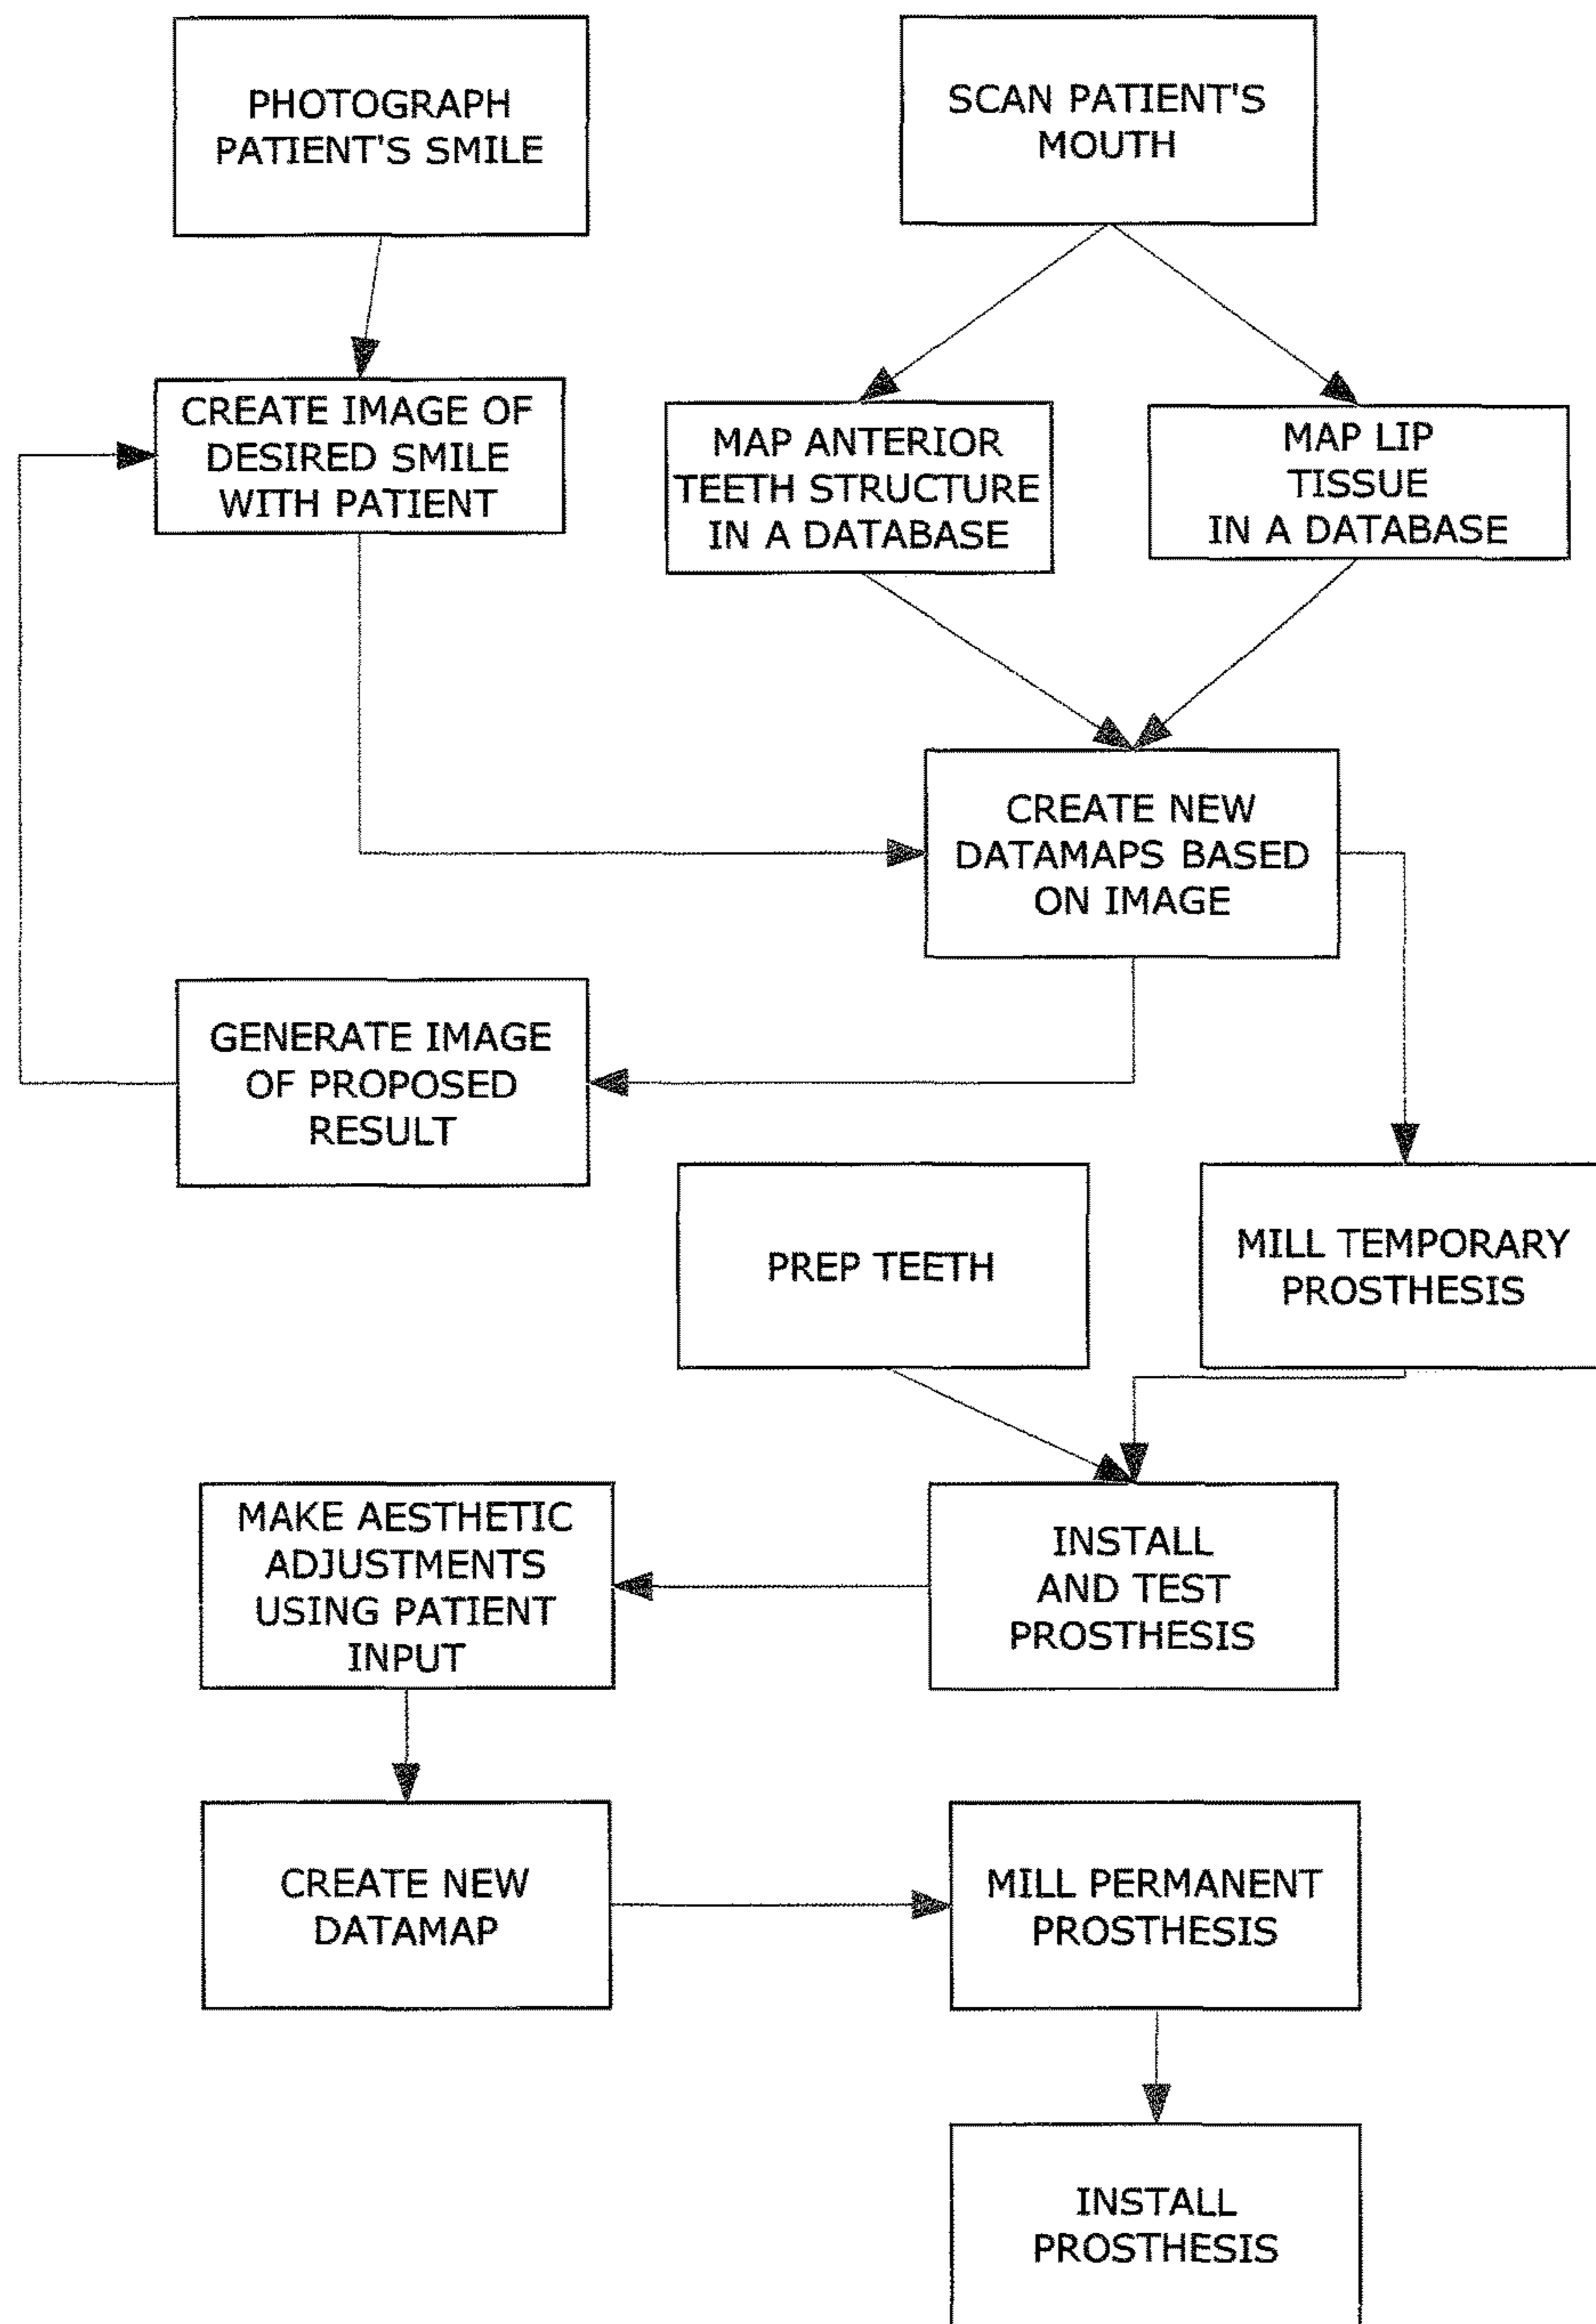 PHOTOGRAPH
PATIENT'S SMILE
SCAN PATIENT'S
MOUTH
CREATE IMAGE OF
DESIRED SMILE
WITH PATIENT
MAP ANTERIOR
TEETH STRUCTURE
IN A DATABASE
MAP LIP
TISSUE
IN A DATABASE
CREATE NEW
DATAMAPS BASED
ON IMAGE
GENERATE IMAGE
OF PROPOSED
RESULT
PREP TEETH
MILL TEMPORARY
PROSTHESIS
MAKE AESTHETIC
ADJUSTMENTS
USING PATIENT
INPUT
INSTALL
AND TEST
PROSTHESIS
CREATE NEW
DATAMAP
MILL PERMANENT
PROSTHESIS
INSTALL
PROSTHESIS